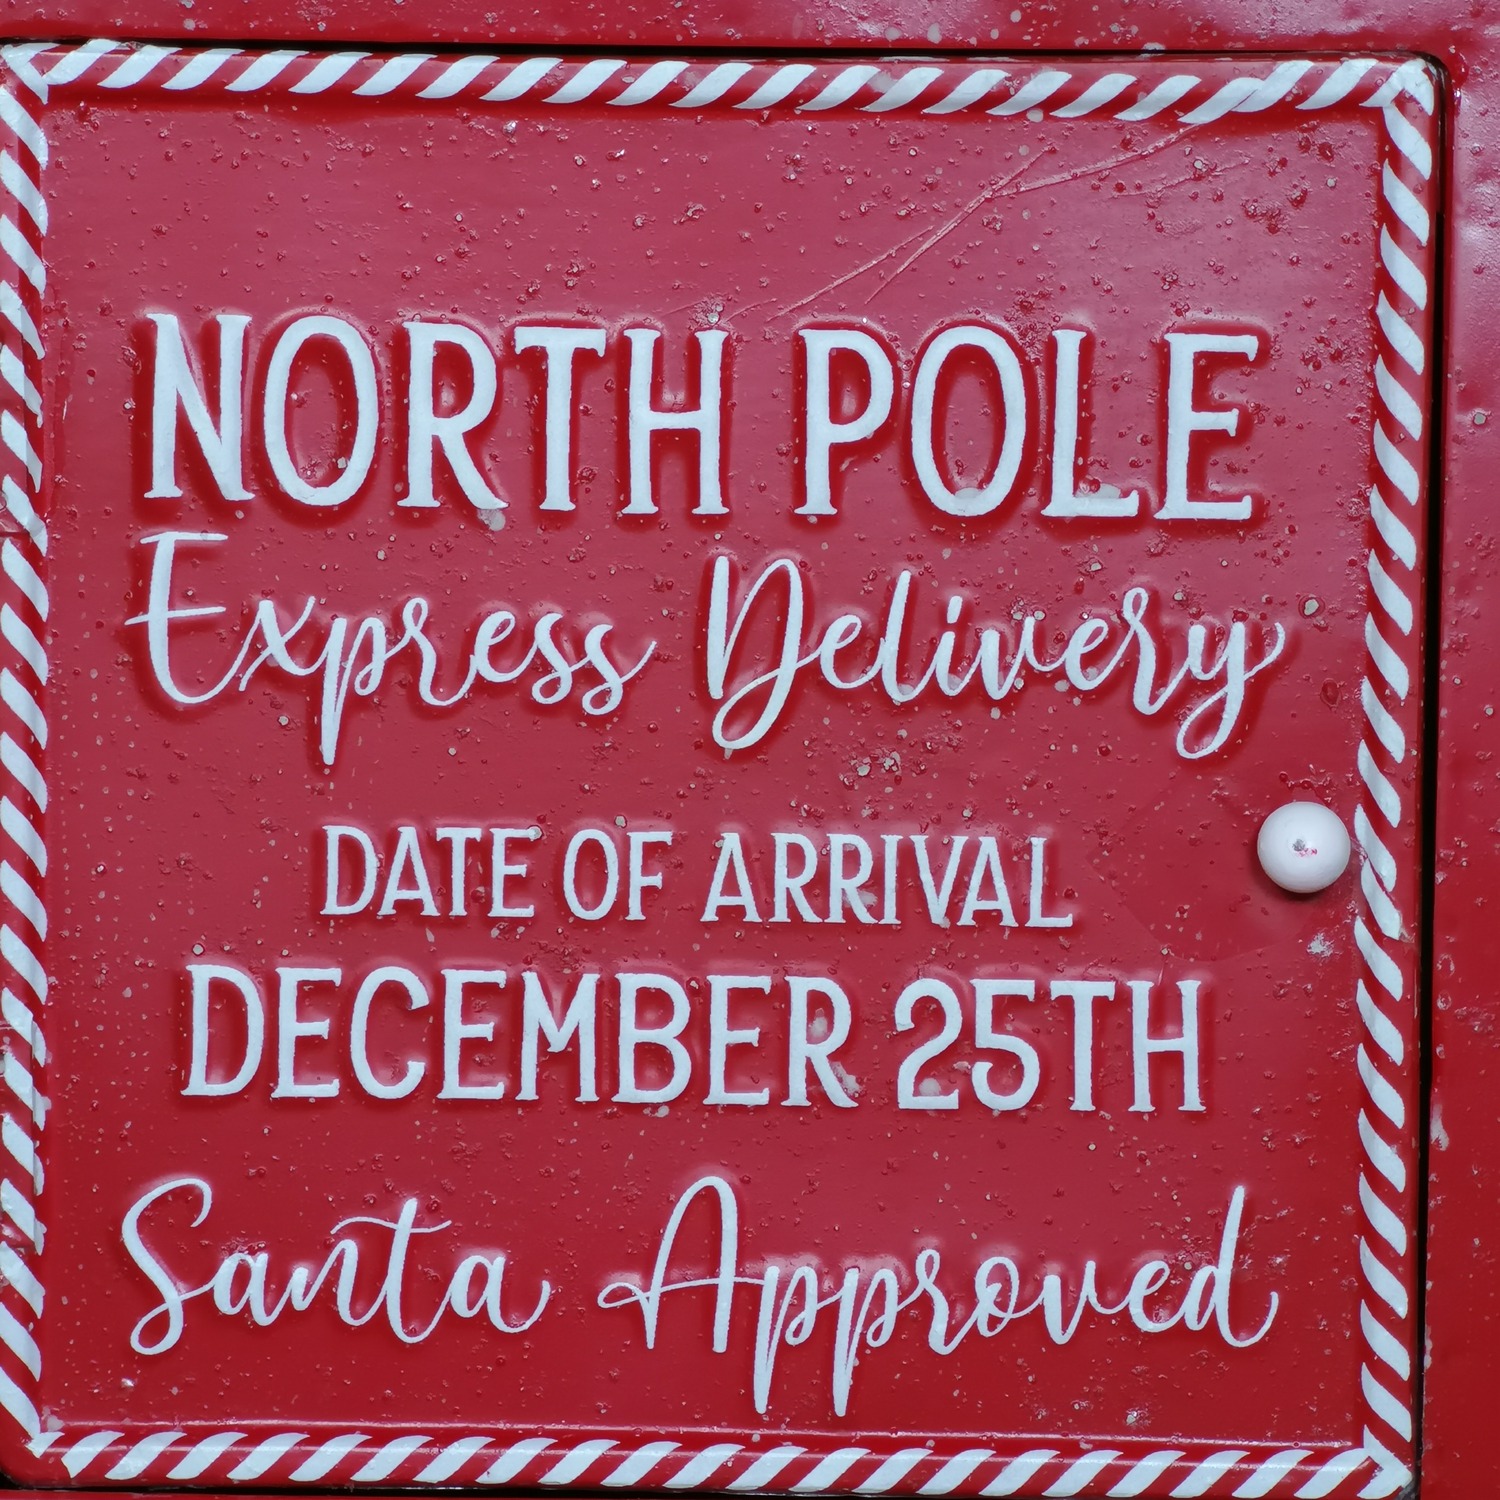 NORTH POLE
Express Delivery
DATE OF ARRIVAL
DECEMBER 25TH
Santa Approved